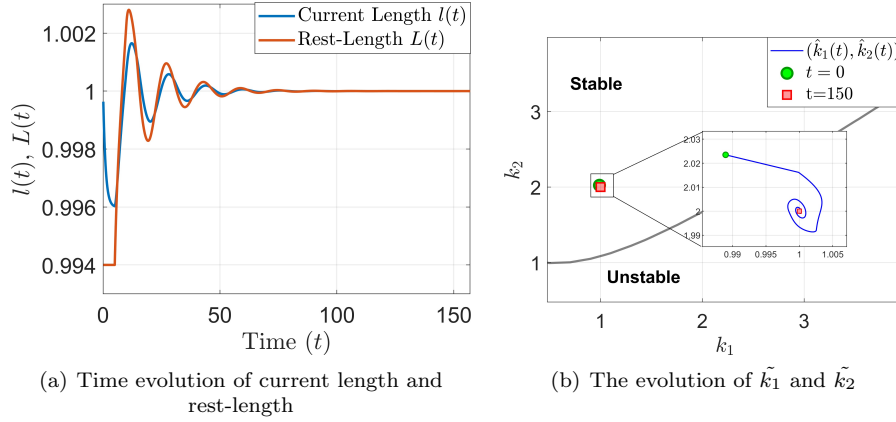 Current Length l(t)
Rest-Length L(t)
1.002
1
0.998
0.996
0.994
l(t), L(t)
0 50 100 150
Time (t)
(a) Time evolution of current length and
rest-length
(k̂₁(t), k̂₂(t))
t = 0
t=150
Stable
Unstable
3
2
1
k₂
2.03
2.02
2.01
2
1.99
0.99 0.995 1 1.005
1 2 3
k₁
(b) The evolution of k̃₁ and k̃₂